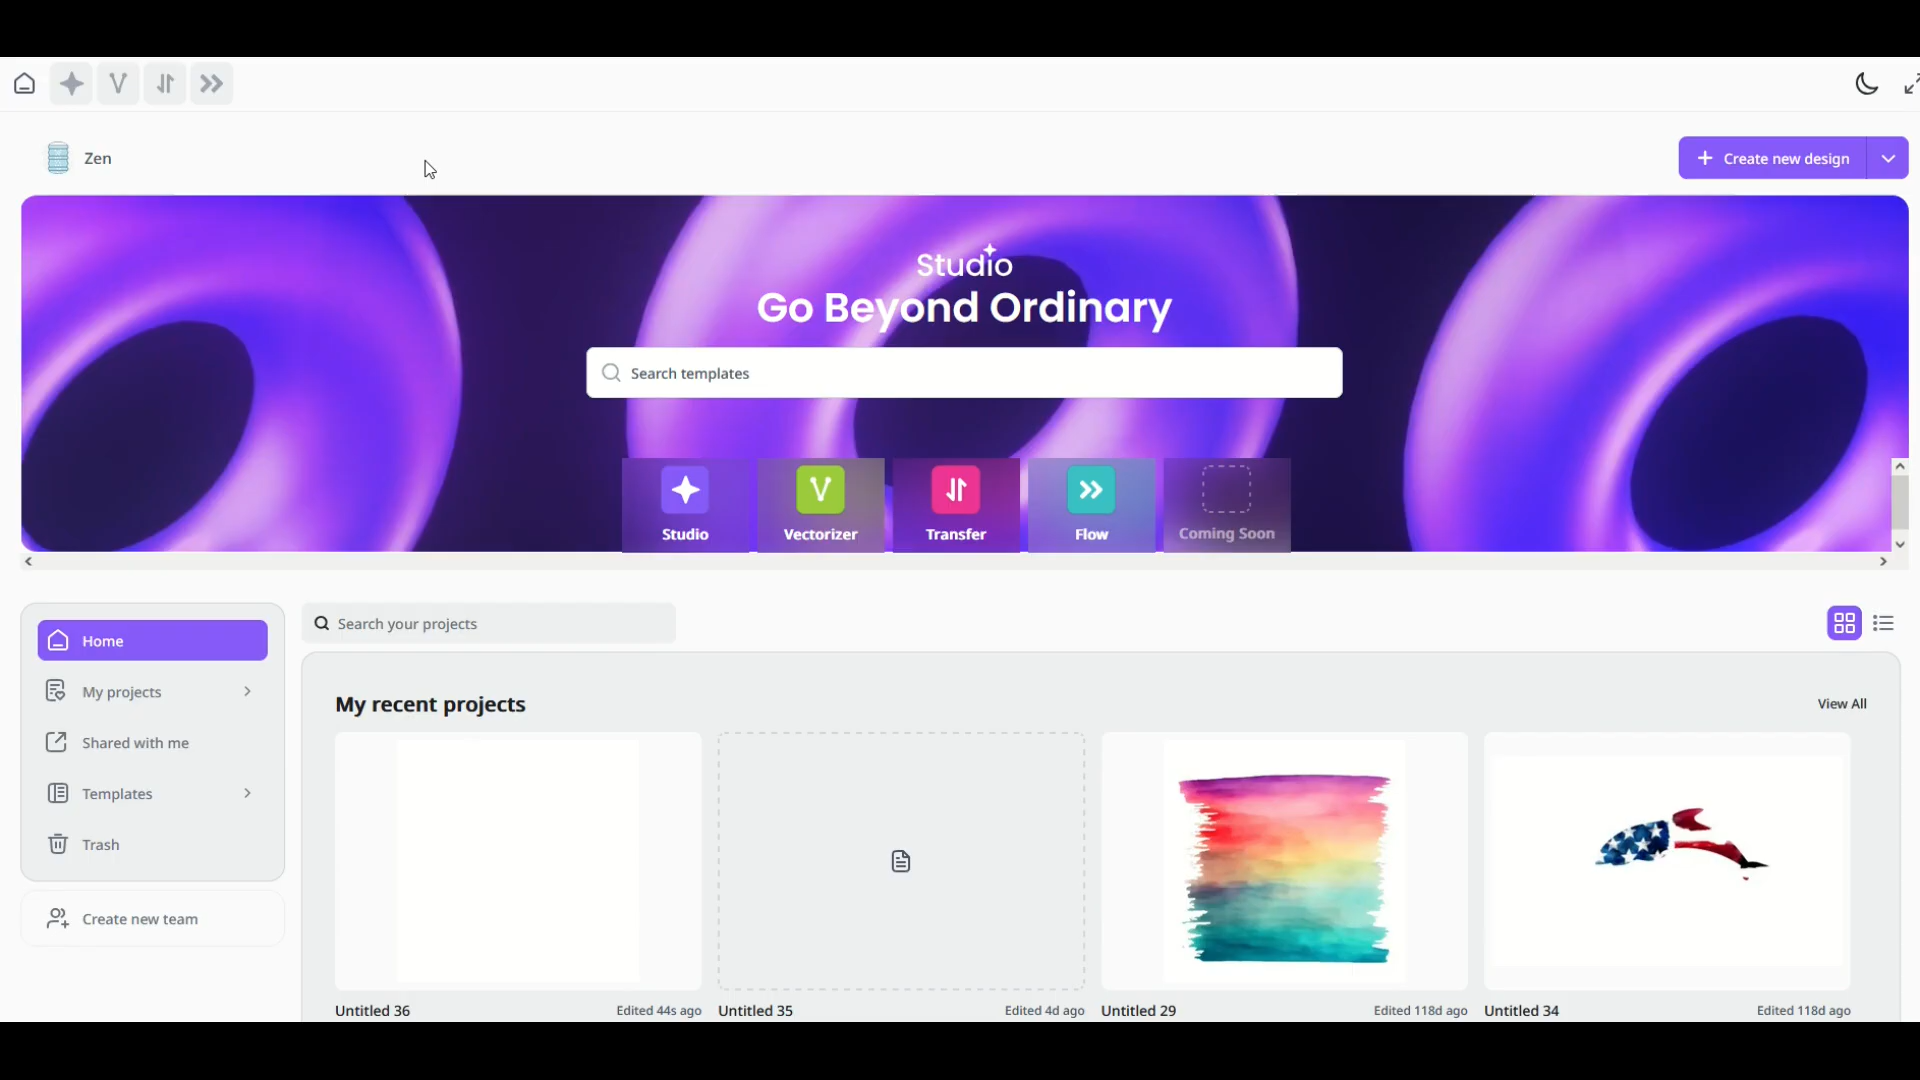 Zen
Create new design
Studio
Go Beyond Ordinary
Search templates
Studio
Vectorizer
Transfer
Flow
Coming Soon
Home
My projects
Shared with me
Templates
Trash
Create new team
Search your projects
My recent projects
View All
Untitled 36
Edited 44s ago
Untitled 35
Edited 4d ago
Untitled 29
Edited 118d ago
Untitled 34
Edited 118d ago